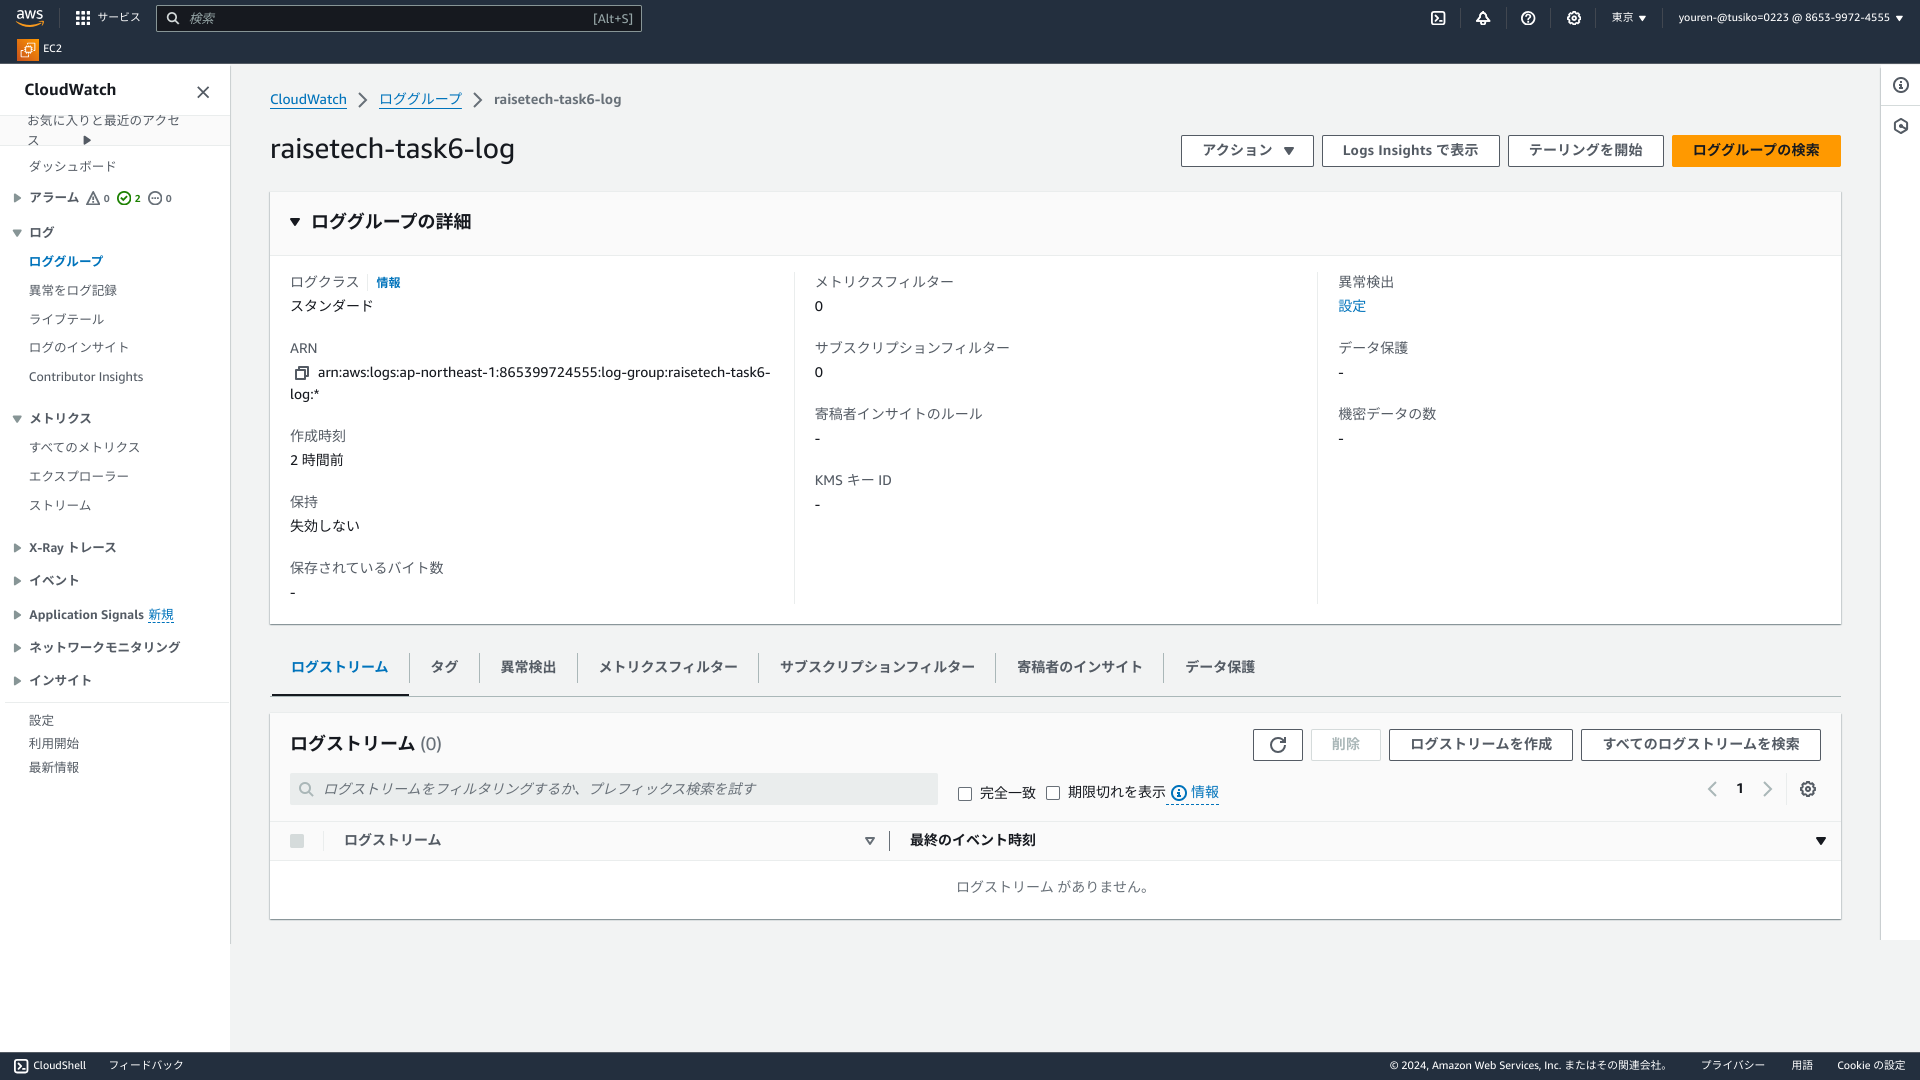 aws
サービス
検索
[Alt+S]
東京
youren-@tusiko=0223 @ 8653-9972-4555
EC2
CloudWatch
お気に入りと最近のアクセ
ス
ダッシュボード
アラーム 0 2 0
ログ
ロググループ
異常をログ記録
ライブテール
ログのインサイト
Contributor Insights
メトリクス
すべてのメトリクス
エクスプローラー
ストリーム
X-Ray トレース
イベント
Application Signals 新規
ネットワークモニタリング
インサイト
設定
利用開始
最新情報
CloudWatch
ロググループ
raisetech-task6-log
raisetech-task6-log
アクション
Logs Insights で表示
テーリングを開始
ロググループの検索
ロググループの詳細
ログクラス 情報
スタンダード
ARN
arn:aws:logs:ap-northeast-1:865399724555:log-group:raisetech-task6-
log:*
作成時刻
2 時間前
保持
失効しない
保存されているバイト数
-
メトリクスフィルター
0
サブスクリプションフィルター
0
寄稿者インサイトのルール
-
KMS キー ID
-
異常検出
設定
データ保護
-
機密データの数
-
ログストリーム
タグ
異常検出
メトリクスフィルター
サブスクリプションフィルター
寄稿者のインサイト
データ保護
ログストリーム (0)
削除
ログストリームを作成
すべてのログストリームを検索
ログストリームをフィルタリングするか、プレフィックス検索を試す
完全一致
期限切れを表示
情報
1
ログストリーム
最終のイベント時刻
ログストリーム がありません。
CloudShell
フィードバック
© 2024, Amazon Web Services, Inc. またはその関連会社。
プライバシー
用語
Cookie の設定